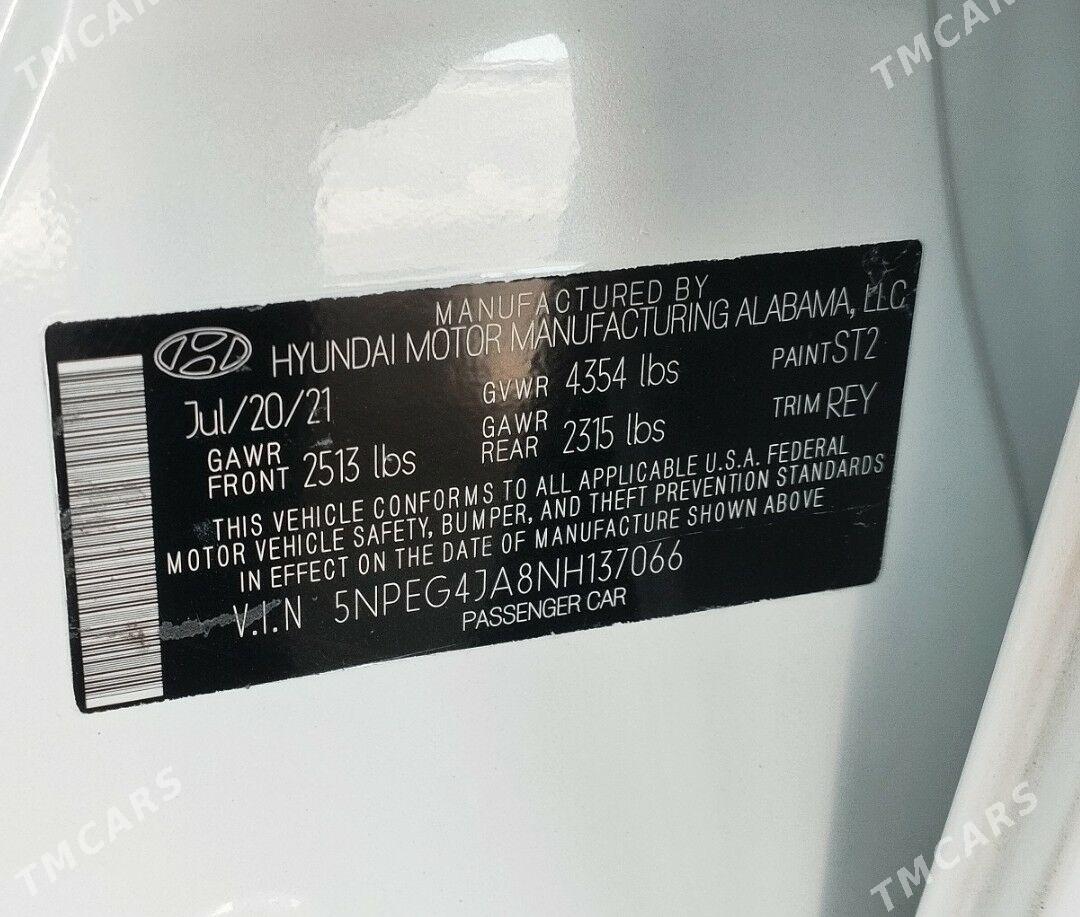 TMCARS
TMCARS
MANUFACTURED BY
HYUNDAI MOTOR MANUFACTURING ALABAMA, LLC
Jul/20/21 GVWR 4354 lbs PAINT ST2
GAWR FRONT 2513 lbs GAWR REAR 2315 lbs TRIM REY
THIS VEHICLE CONFORMS TO ALL APPLICABLE U.S.A. FEDERAL
MOTOR VEHICLE SAFETY, BUMPER, AND THEFT PREVENTION STANDARDS
IN EFFECT ON THE DATE OF MANUFACTURE SHOWN ABOVE
V.I.N 5NPEG4JA8NH137066
PASSENGER CAR
TMCARS
TMCARS